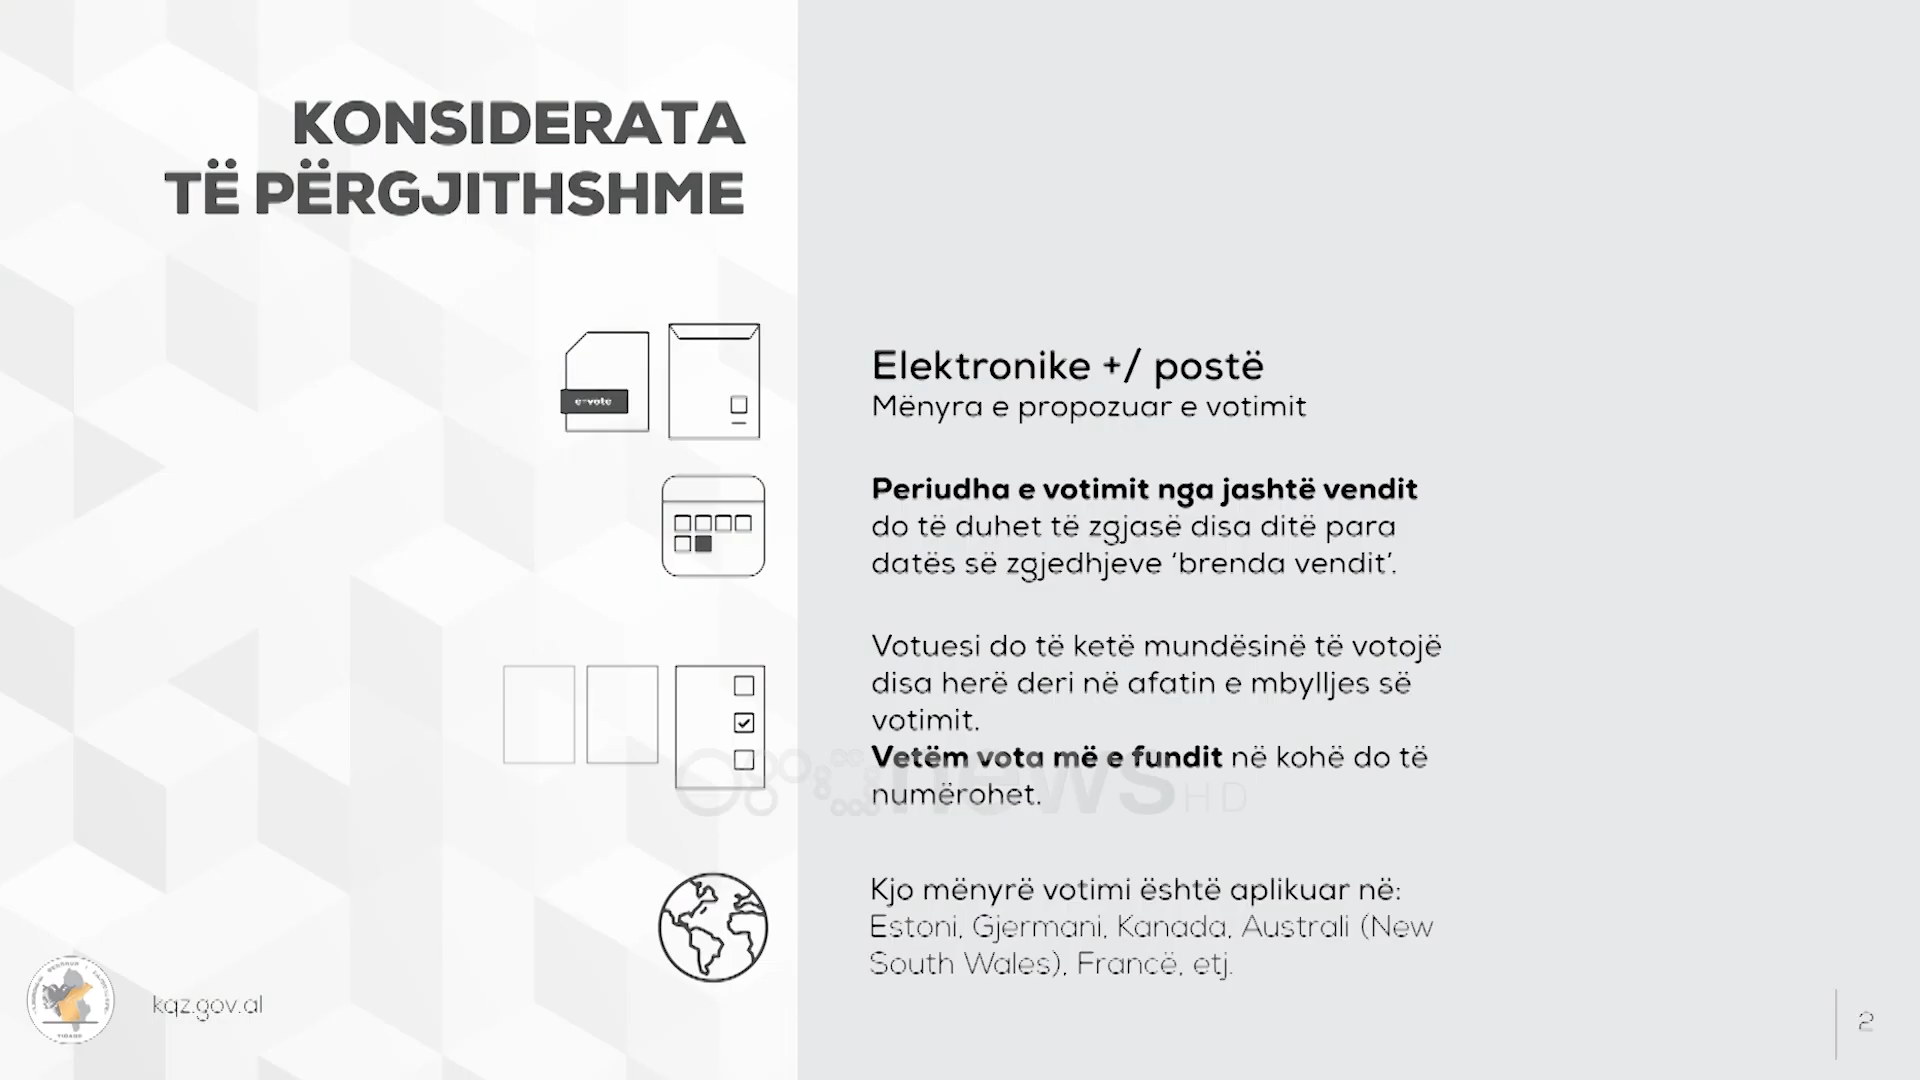 KONSIDERATA
TË PËRGJITHSHME
e-vote
Elektronike +/ postë
Mënyra e propozuar e votimit
Periudha e votimit nga jashtë vendit
do të duhet të zgjasë disa ditë para
datës së zgjedhjeve ‘brenda vendit’.
Votuesi do të ketë mundësinë të votojë
disa herë deri në afatin e mbylljes së
votimit.
Vetëm vota më e fundit në kohë do të
numërohet.
news HD
Kjo mënyrë votimi është aplikuar në:
Estoni, Gjermani, Kanada, Australi (New
South Wales), Francë, etj.
kqz.gov.al
2